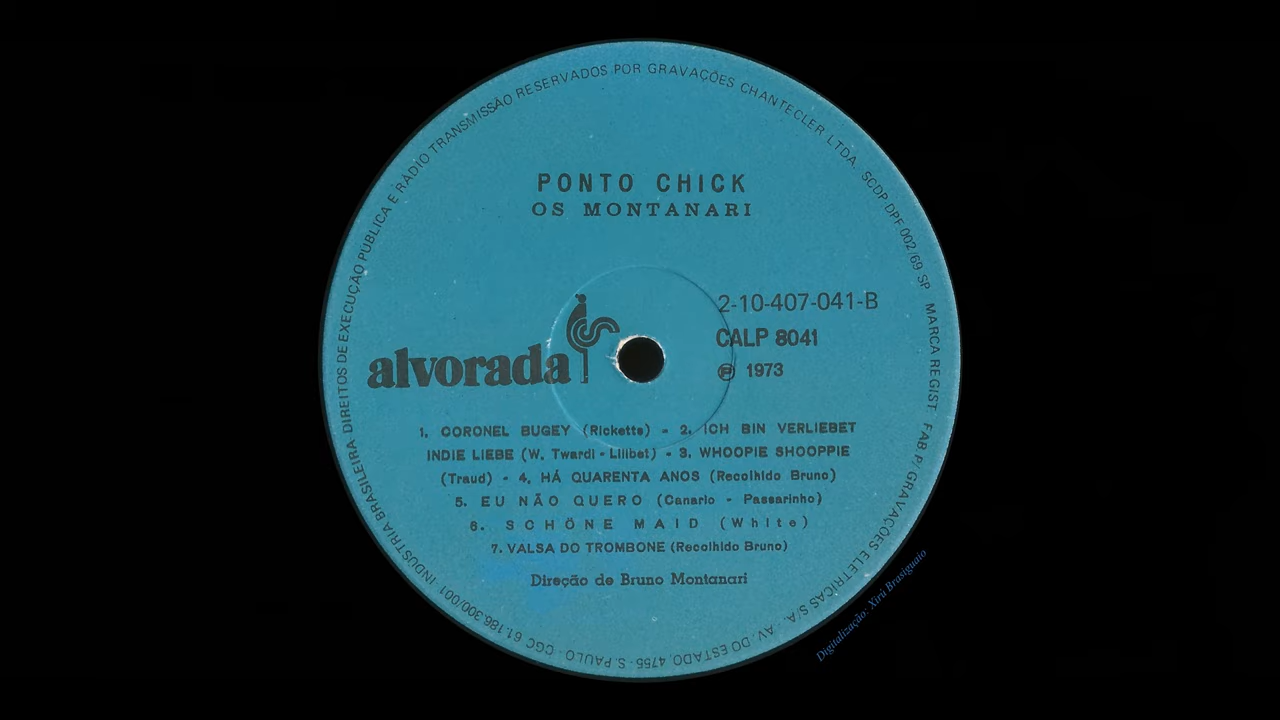 INDUSTRIA BRASILEIRA DIREITOS DE EXECUÇÃO PUBLICA E RÁDIO TRANSMISSÃO RESERVADOS POR GRAVAÇÕES CHANTECLER LTDA. SCDP-DPF 002/69-SP MARCA REGIST. FAB P/ GRAVAÇÕES ELETRICAS S/A. - AV. DO ESTADO, 4755 - S. PAULO - CGC 61.186.300/001
PONTO CHICK
OS MONTANARI
2-10-407-041-B
CALP 8041
Ⓟ 1973
alvorada
1. CORONEL BUGEY (Ricketts) - 2. ICH BIN VERLIEBET
INDIE LIEBE (W. Twardi - Lilibet) - 3. WHOOPIE SHOOPPIE
(Traud) - 4. HÁ QUARENTA ANOS (Recolhido Bruno)
5. EU NÃO QUERO (Canario - Passarinho)
6. SCHÖNE MAID (White)
7. VALSA DO TROMBONE (Recolhido Bruno)
Direção de Bruno Montanari
Digitalização: Xirú Brasiguaio